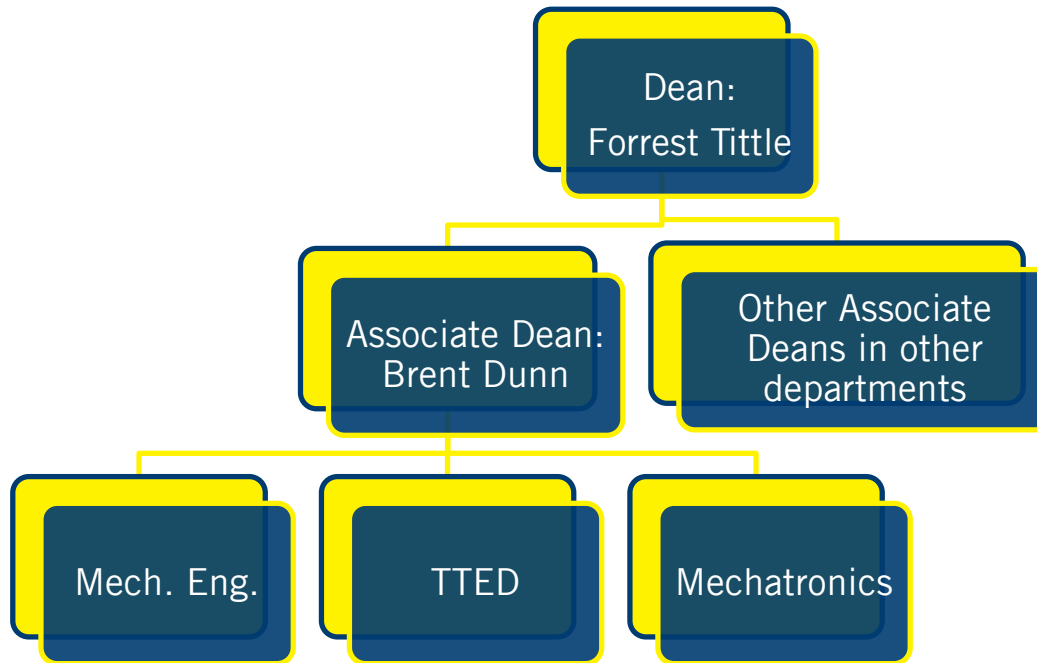 Dean:
Forrest Tittle
Associate Dean:
Brent Dunn
Other Associate
Deans in other
departments
Mech. Eng.
TTED
Mechatronics